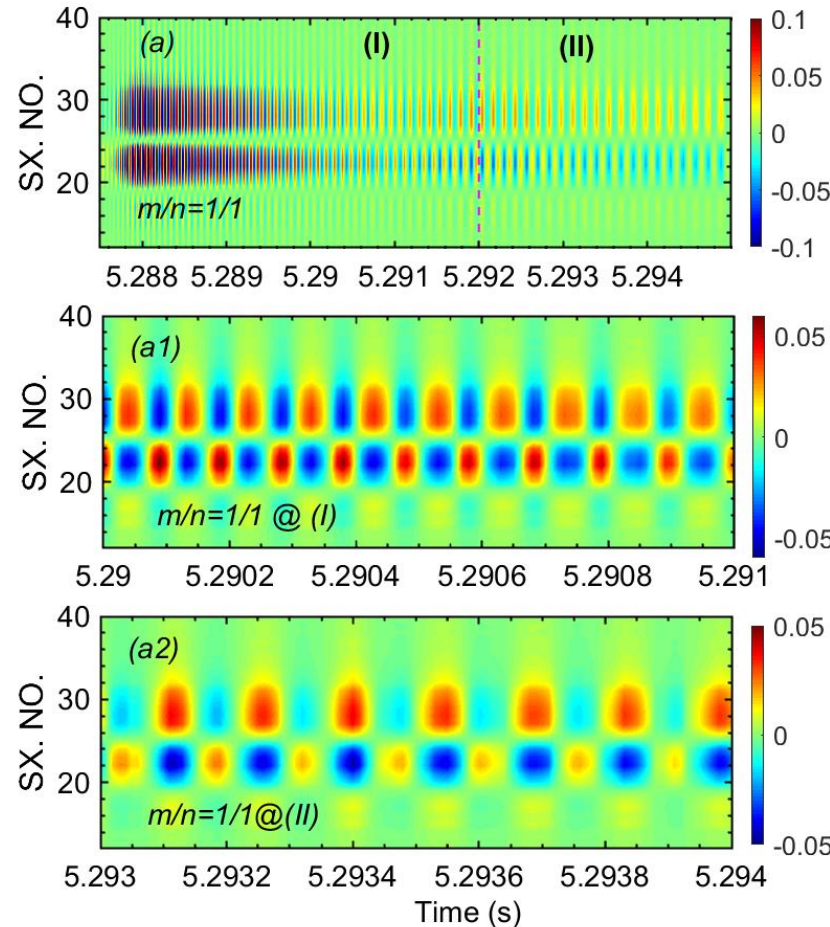 40
30
20
SX. NO.
(a)
(I)
(II)
m/n=1/1
0.1
0.05
0
-0.05
-0.1
5.288 5.289 5.29 5.291 5.292 5.293 5.294
40
30
20
SX. NO.
(a1)
m/n=1/1 @ (I)
0.05
0
-0.05
5.29 5.2902 5.2904 5.2906 5.2908 5.291
40
30
20
SX. NO.
(a2)
m/n=1/1@(II)
0.05
0
-0.05
5.293 5.2932 5.2934 5.2936 5.2938 5.294
Time (s)